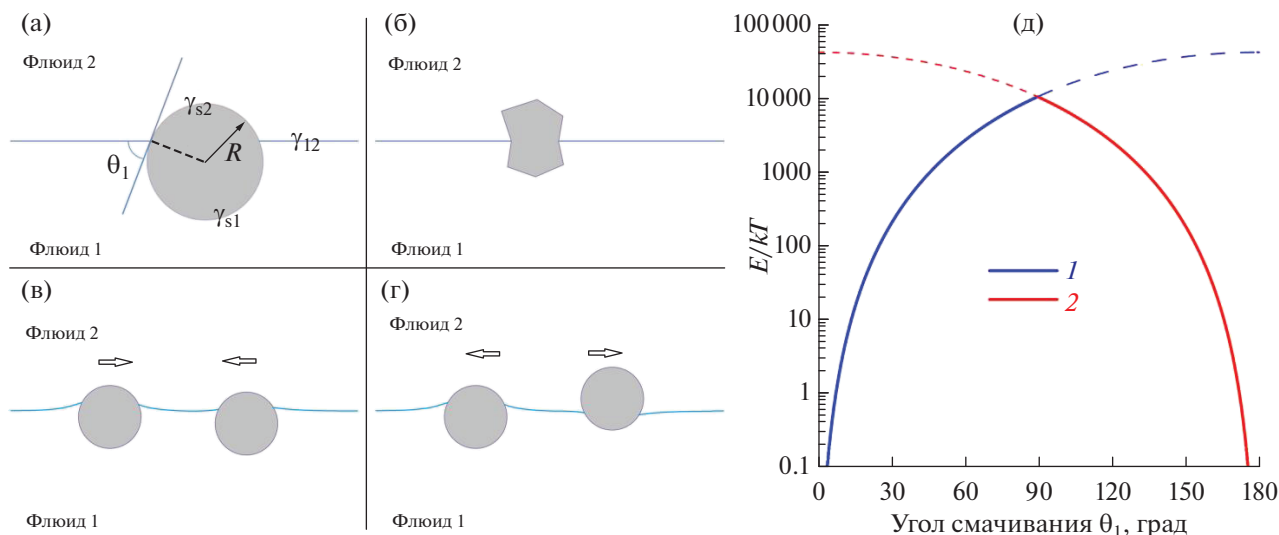 (а)
Флюид 2
γs2
γ12
θ1
R
γs1
Флюид 1
(б)
Флюид 2
Флюид 1
(в)
Флюид 2
Флюид 1
(г)
Флюид 2
Флюид 1
(д)
E/kT
100 000
10 000
1000
100
10
1
0.1
1
2
0 30 60 90 120 150 180
Угол смачивания θ1, град